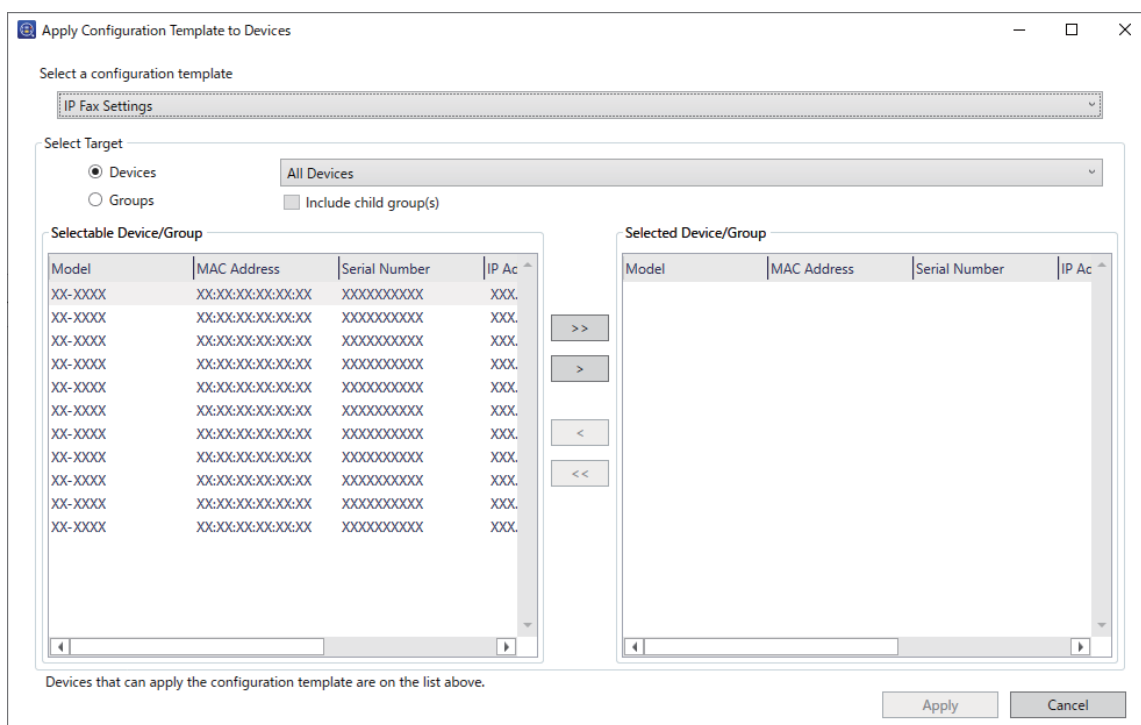 Apply Configuration Template to Devices
Select a configuration template
IP Fax Settings
Select Target
Devices
All Devices
Groups
Include child group(s)
Selectable Device/Group
Selected Device/Group
Model MAC Address Serial Number IP Ac
Model MAC Address Serial Number IP Ac
XX-XXXX XX:XX:XX:XX:XX:XX XXXXXXXXXX XXX.
XX-XXXX XX:XX:XX:XX:XX:XX XXXXXXXXXX XXX.
XX-XXXX XX:XX:XX:XX:XX:XX XXXXXXXXXX XXX.
XX-XXXX XX:XX:XX:XX:XX:XX XXXXXXXXXX XXX.
XX-XXXX XX:XX:XX:XX:XX:XX XXXXXXXXXX XXX.
XX-XXXX XX:XX:XX:XX:XX:XX XXXXXXXXXX XXX.
XX-XXXX XX:XX:XX:XX:XX:XX XXXXXXXXXX XXX.
XX-XXXX XX:XX:XX:XX:XX:XX XXXXXXXXXX XXX.
XX-XXXX XX:XX:XX:XX:XX:XX XXXXXXXXXX XXX.
XX-XXXX XX:XX:XX:XX:XX:XX XXXXXXXXXX XXX.
XX-XXXX XX:XX:XX:XX:XX:XX XXXXXXXXXX XXX.
>>
>
<
<<
Devices that can apply the configuration template are on the list above.
Apply
Cancel